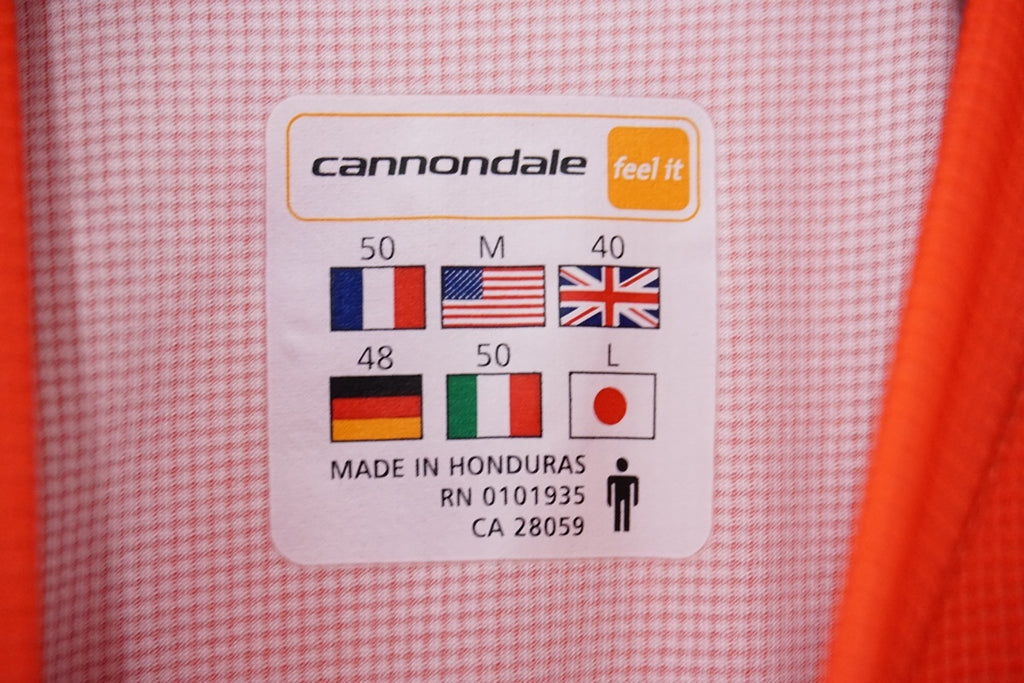 cannondale feel it
50 M 40
48 50 L
MADE IN HONDURAS
RN 0101935
CA 28059